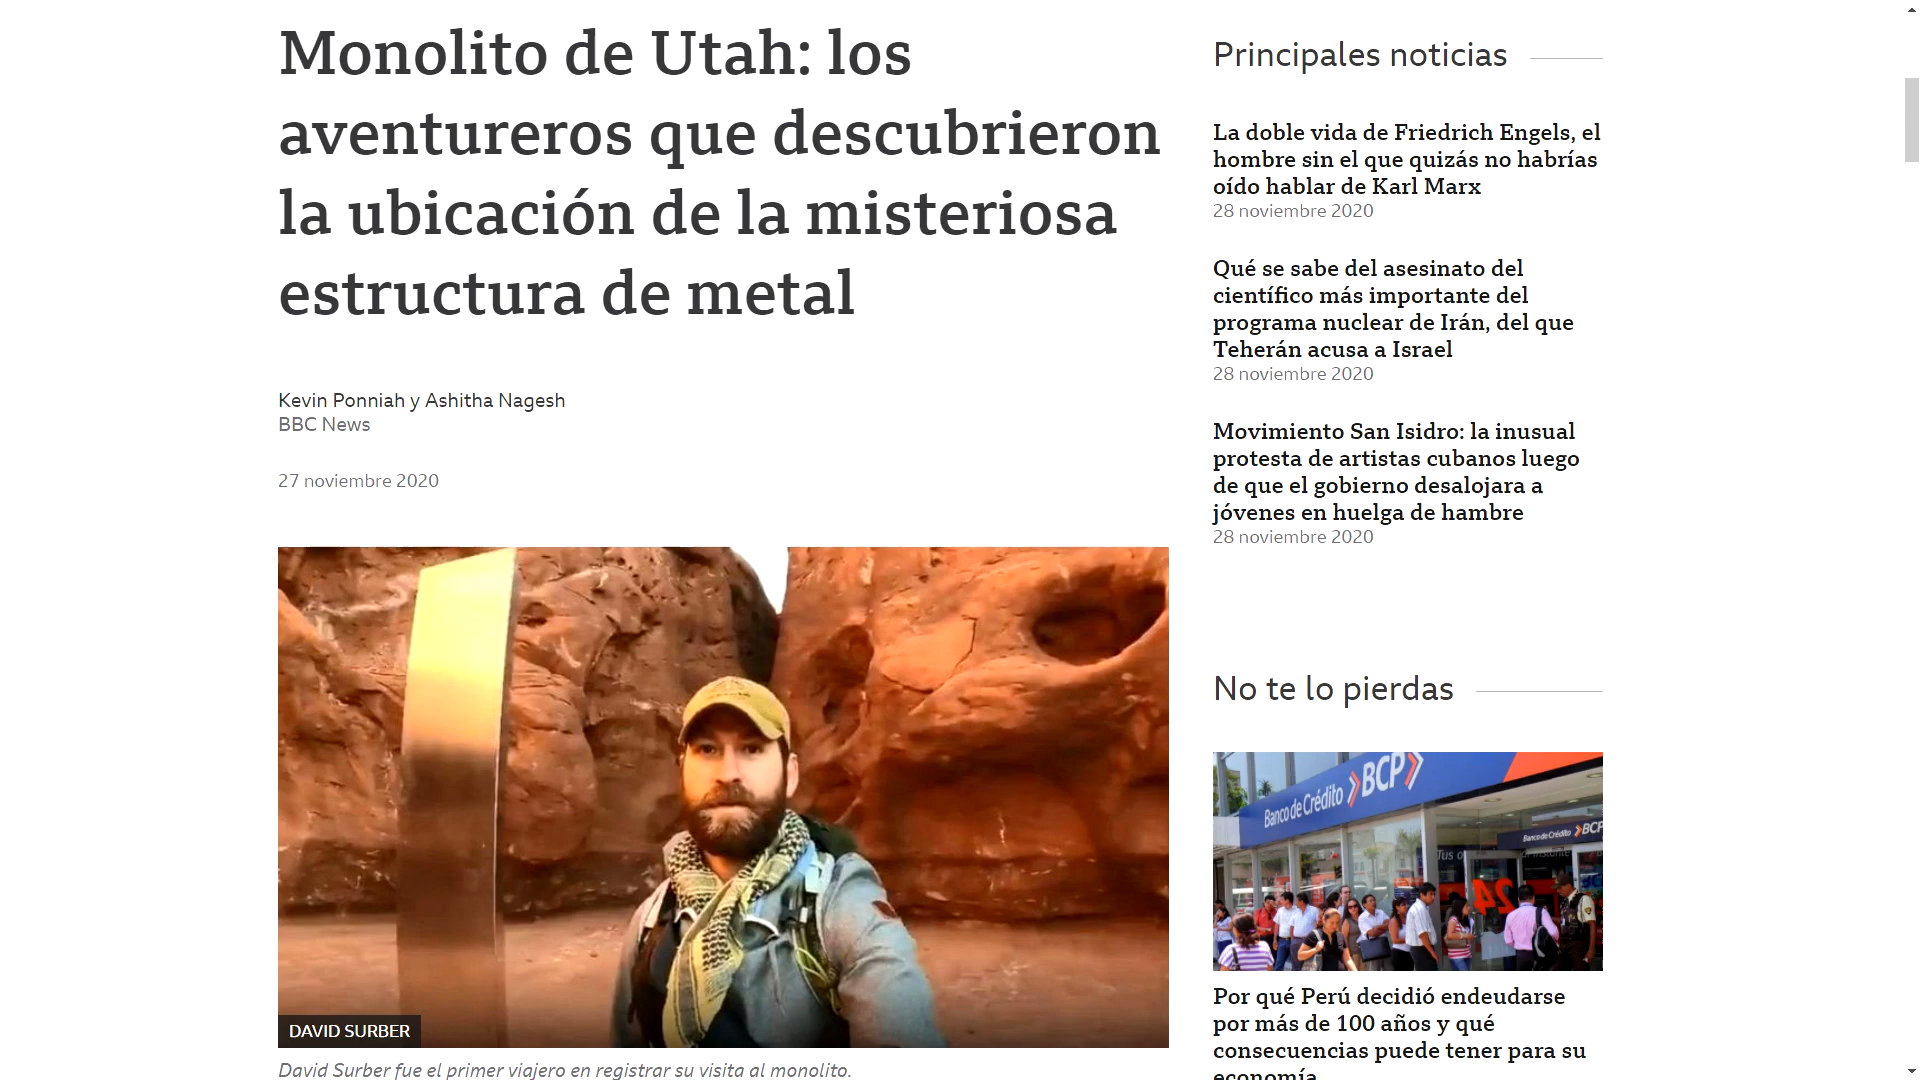 Monolito de Utah: los
aventureros que descubrieron
la ubicación de la misteriosa
estructura de metal
Kevin Ponniah y Ashitha Nagesh
BBC News
27 noviembre 2020
DAVID SURBER
David Surber fue el primer viajero en registrar su visita al monolito.
Principales noticias
La doble vida de Friedrich Engels, el
hombre sin el que quizás no habrías
oído hablar de Karl Marx
28 noviembre 2020
Qué se sabe del asesinato del
científico más importante del
programa nuclear de Irán, del que
Teherán acusa a Israel
28 noviembre 2020
Movimiento San Isidro: la inusual
protesta de artistas cubanos luego
de que el gobierno desalojara a
jóvenes en huelga de hambre
28 noviembre 2020
No te lo pierdas
Banco de Crédito BCP
Banco de Crédito BCP
Tus
24
Por qué Perú decidió endeudarse
por más de 100 años y qué
consecuencias puede tener para su
economía